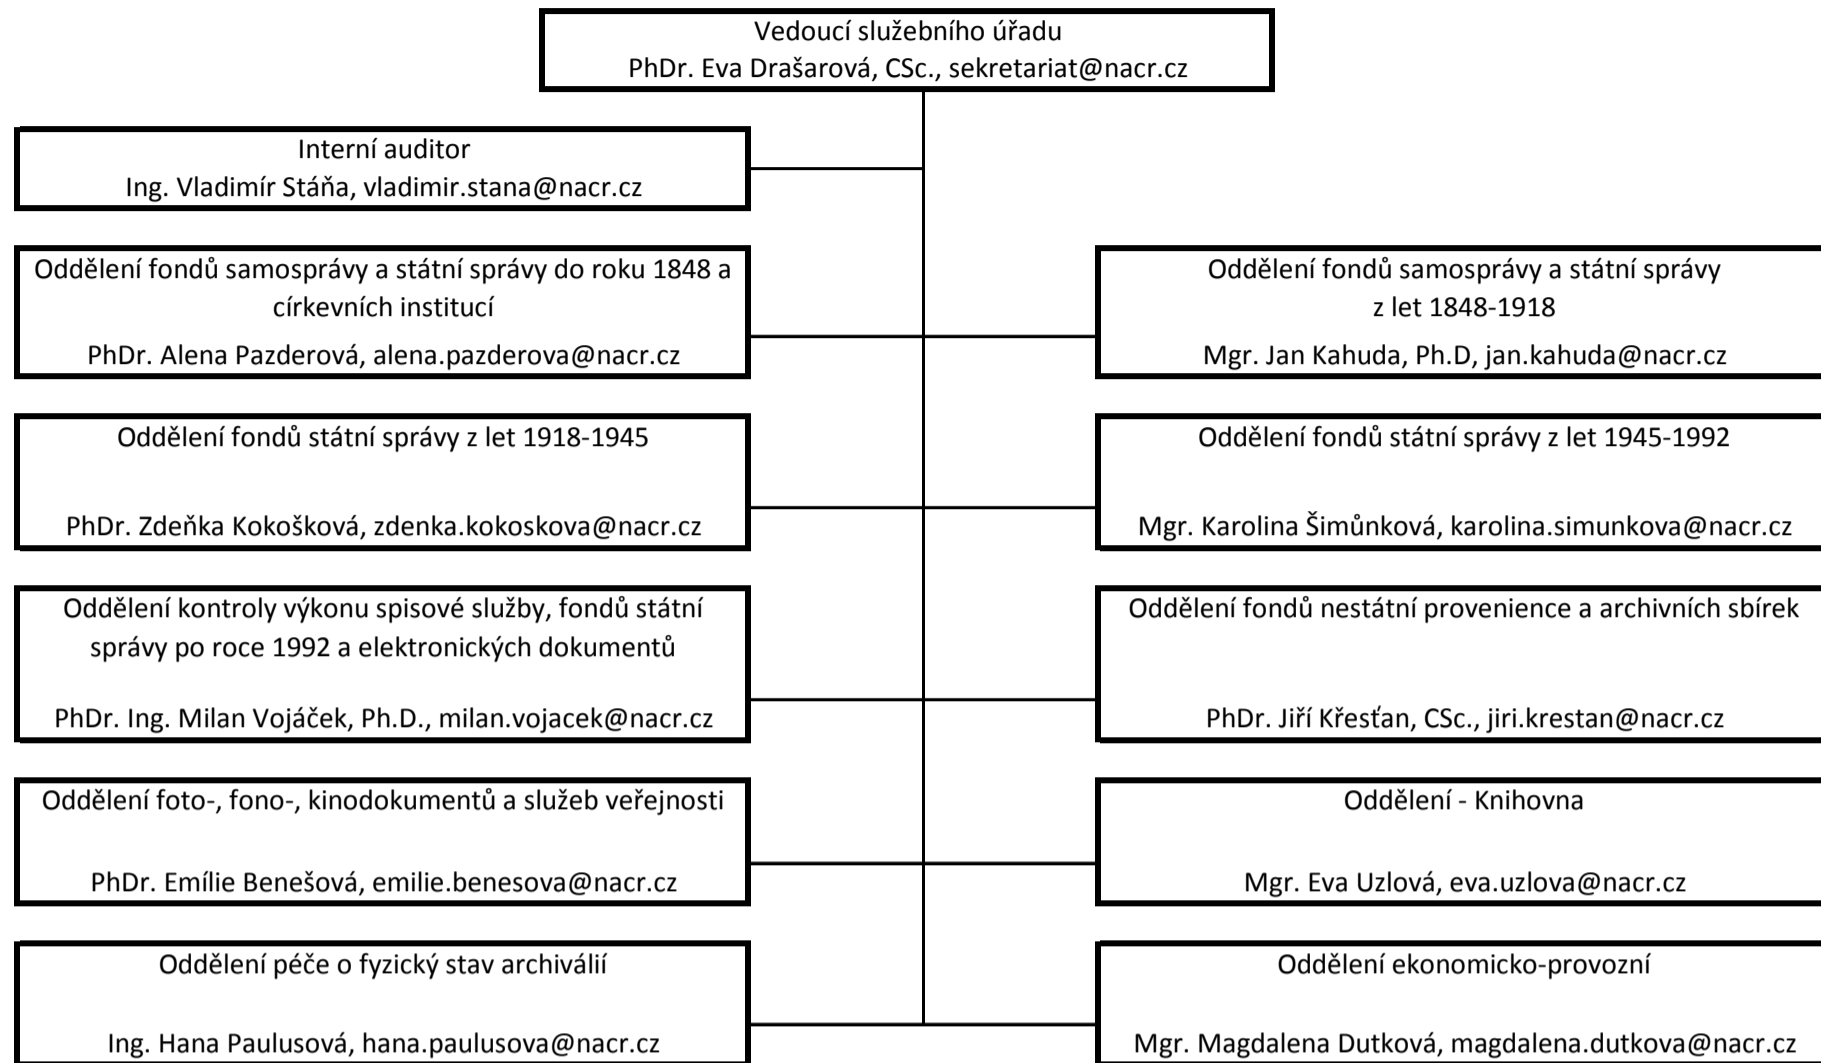 Vedoucí služebního úřadu
PhDr. Eva Drašarová, CSc., sekretariat@nacr.cz
Interní auditor
Ing. Vladimír Stáňa, vladimir.stana@nacr.cz
Oddělení fondů samosprávy a státní správy do roku 1848 a
církevních institucí
PhDr. Alena Pazderová, alena.pazderova@nacr.cz
Oddělení fondů samosprávy a státní správy
z let 1848-1918
Mgr. Jan Kahuda, Ph.D, jan.kahuda@nacr.cz
Oddělení fondů státní správy z let 1918-1945
PhDr. Zdeňka Kokošková, zdenka.kokoskova@nacr.cz
Oddělení fondů státní správy z let 1945-1992
Mgr. Karolina Šimůnková, karolina.simunkova@nacr.cz
Oddělení kontroly výkonu spisové služby, fondů státní
správy po roce 1992 a elektronických dokumentů
PhDr. Ing. Milan Vojáček, Ph.D., milan.vojacek@nacr.cz
Oddělení fondů nestátní provenience a archivních sbírek
PhDr. Jiří Křesťan, CSc., jiri.krestan@nacr.cz
Oddělení foto-, fono-, kinodokumentů a služeb veřejnosti
PhDr. Emílie Benešová, emilie.benesova@nacr.cz
Oddělení - Knihovna
Mgr. Eva Uzlová, eva.uzlova@nacr.cz
Oddělení péče o fyzický stav archiválií
Ing. Hana Paulusová, hana.paulusova@nacr.cz
Oddělení ekonomicko-provozní
Mgr. Magdalena Dutková, magdalena.dutkova@nacr.cz